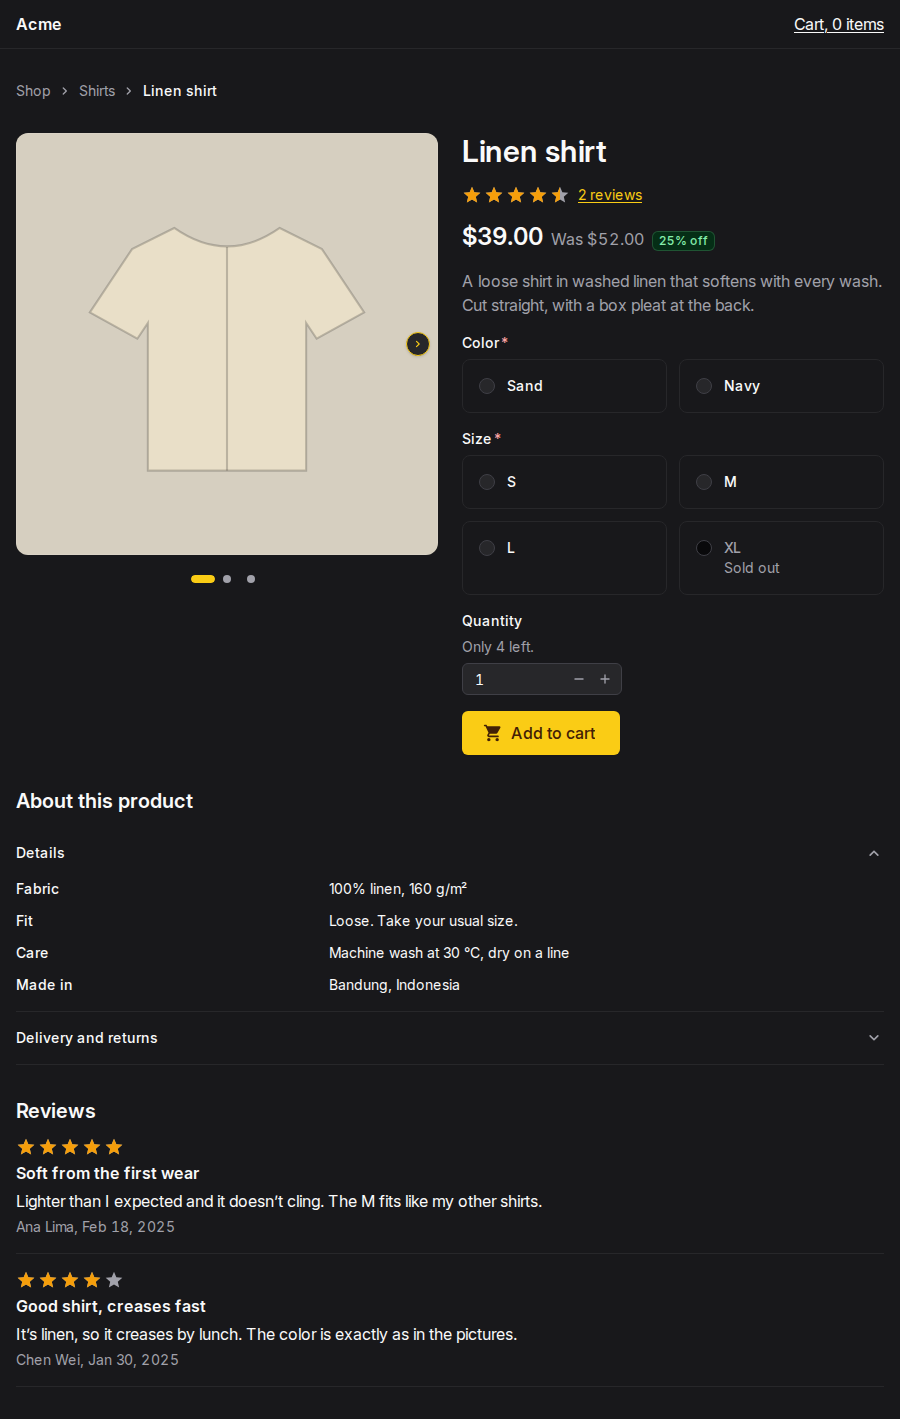 Acme
Cart, 0 items
Shop
Shirts
Linen shirt
Linen shirt
2 reviews
$39.00 Was $52.00 25% off
A loose shirt in washed linen that softens with every wash.
Cut straight, with a box pleat at the back.
Color*
Sand
Navy
Size*
S
M
L
XL
Sold out
Quantity
Only 4 left.
1
Add to cart
About this product
Details
Fabric 100% linen, 160 g/m²
Fit Loose. Take your usual size.
Care Machine wash at 30 °C, dry on a line
Made in Bandung, Indonesia
Delivery and returns
Reviews
Soft from the first wear
Lighter than I expected and it doesn’t cling. The M fits like my other shirts.
Ana Lima, Feb 18, 2025
Good shirt, creases fast
It’s linen, so it creases by lunch. The color is exactly as in the pictures.
Chen Wei, Jan 30, 2025